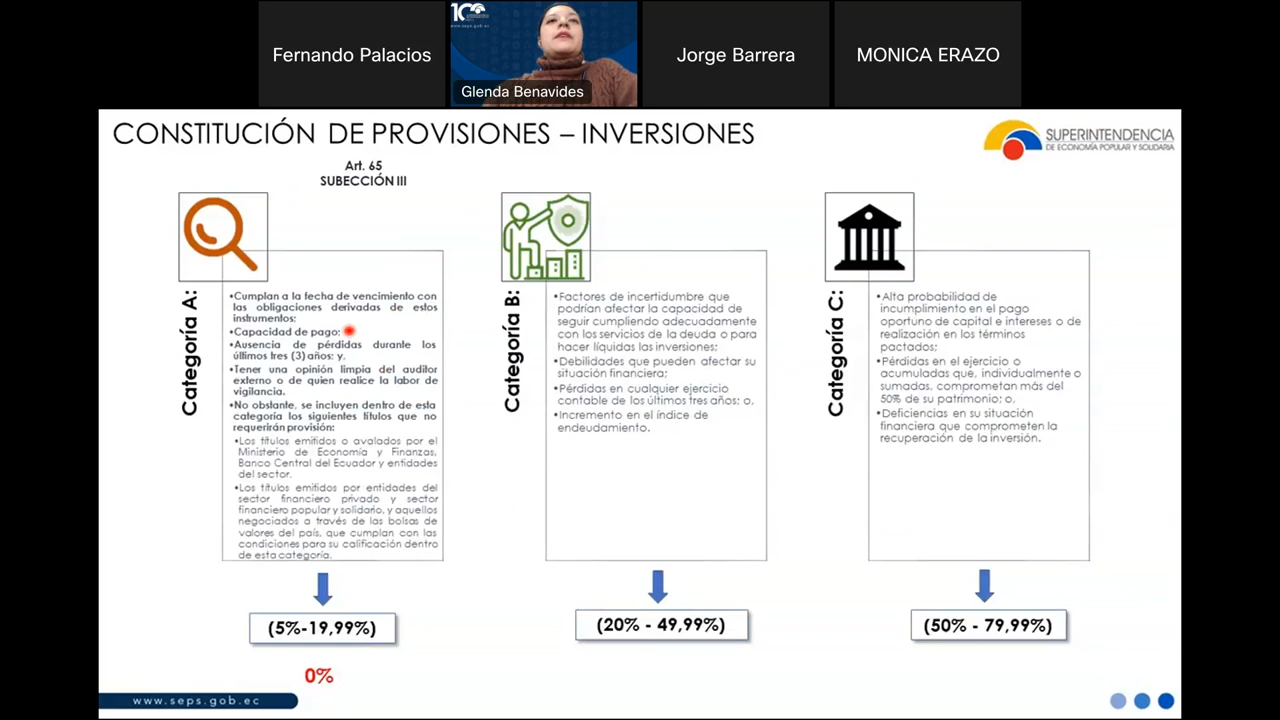 Fernando Palacios
100
www.seps.gob.ec
Glenda Benavides
Jorge Barrera
MONICA ERAZO
CONSTITUCIÓN DE PROVISIONES – INVERSIONES
SUPERINTENDENCIA
DE ECONOMÍA POPULAR Y SOLIDARIA
Art. 65
SUBECCIÓN III
Categoría A:
•Cumplan a la fecha de vencimiento con
las obligaciones derivadas de estos
instrumentos;
•Capacidad de pago;
•Ausencia de pérdidas durante los
últimos tres (3) años; y,
•Tener una opinión limpia del auditor
externo o de quien realice la labor de
vigilancia.
•No obstante, se incluyen dentro de esta
categoría los siguientes títulos que no
requerirán provisión:
•Los títulos emitidos o avalados por el
Ministerio de Economía y Finanzas,
Banco Central del Ecuador y entidades
del sector.
•Los títulos emitidos por entidades del
sector financiero privado y sector
financiero popular y solidario, y aquellos
negociados a través de las bolsas de
valores del país, que cumplan con las
condiciones para su calificación dentro
de esta categoría.
(5%-19,99%)
0%
Categoría B:
•Factores de incertidumbre que
podrían afectar la capacidad de
seguir cumpliendo adecuadamente
con los servicios de la deuda o para
hacer líquidas las inversiones;
•Debilidades que pueden afectar su
situación financiera;
•Pérdidas en cualquier ejercicio
contable de los últimos tres años; o,
•Incremento en el índice de
endeudamiento.
(20% - 49,99%)
Categoría C:
•Alta probabilidad de
incumplimiento en el pago
oportuno de capital e intereses o de
realización en los términos
pactados;
•Pérdidas en el ejercicio o
acumuladas que, individualmente o
sumadas, comprometan más del
50% de su patrimonio; o,
•Deficiencias en su situación
financiera que comprometen la
recuperación de la inversión.
(50% - 79,99%)
www.seps.gob.ec